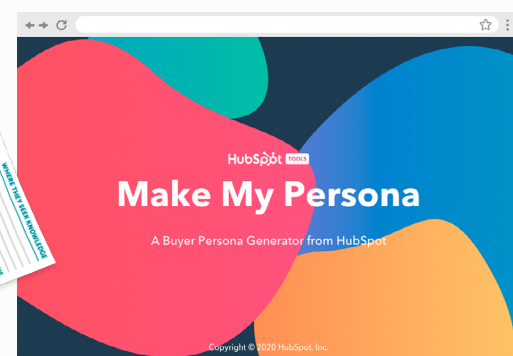 HubSpot TOOLS
Make My Persona
A Buyer Persona Generator from HubSpot
WHERE THEY SEEK KNOWLEDGE
Copyright © 2020 HubSpot, Inc.